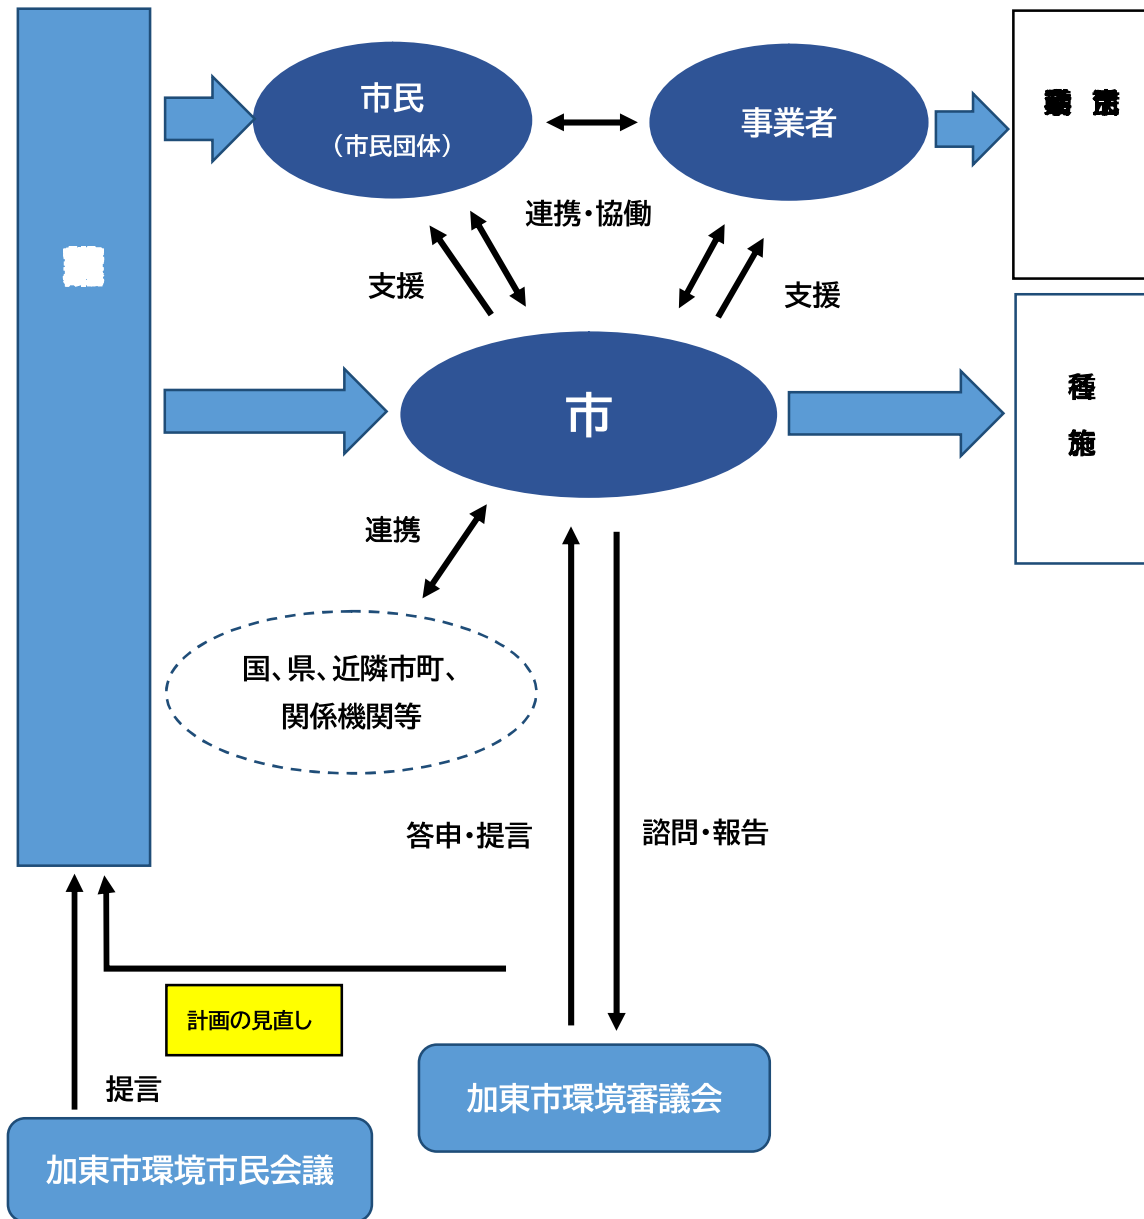 市民
（市民団体）
事業者
連携・協働
支援
支援
市
各種
施
連携
国、県、近隣市町、
関係機関等
答申・提言
諮問・報告
計画の見直し
提言
加東市環境審議会
加東市環境市民会議